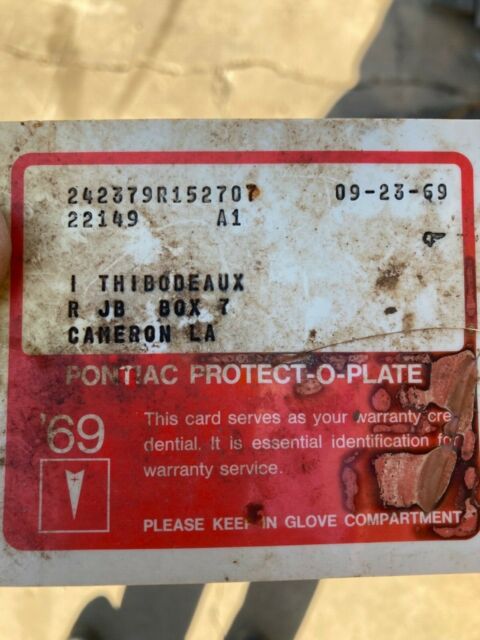 242379R152707 09-23-69
22149 A1
I THIBODEAUX
R JB BOX 7
CAMERON LA
PONTIAC PROTECT-O-PLATE
'69
This card serves as your warranty cre
dential. It is essential identification for
warranty service.
PLEASE KEEP IN GLOVE COMPARTMENT